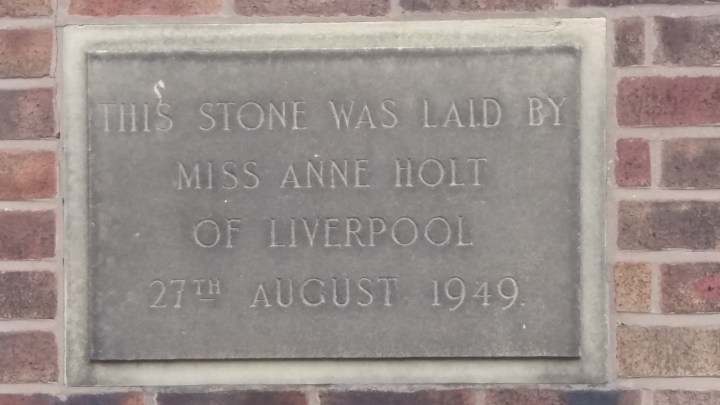 THIS STONE WAS LAID BY
MISS ANNE HOLT
OF LIVERPOOL
27TH AUGUST 1949.